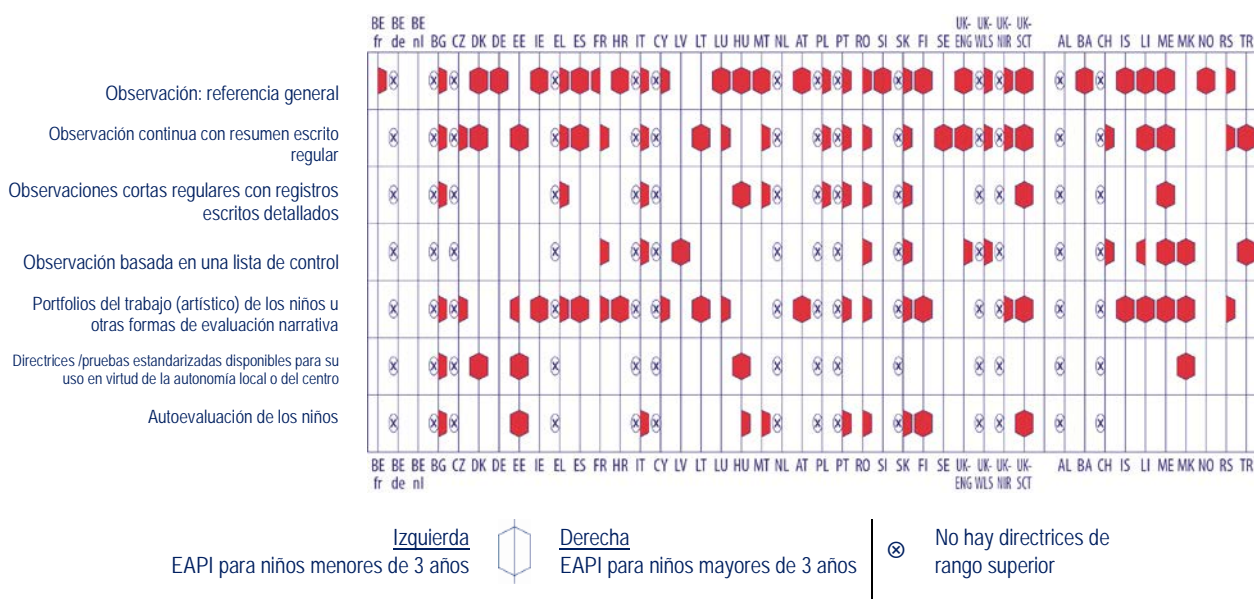 BE BE BE UK- UK- UK- UK-
fr de nl BG CZ DK DE EE IE EL ES FR HR IT CY LV LT LU HU MT NL AT PL PT RO SI SK FI SE ENG WLS NIR SCT AL BA CH IS LI ME MK NO RS TR
Observación: referencia general
Observación continua con resumen escrito
regular
Observaciones cortas regulares con registros
escritos detallados
Observación basada en una lista de control
Portfolios del trabajo (artístico) de los niños u
otras formas de evaluación narrativa
Directrices /pruebas estandarizadas disponibles para su
uso en virtud de la autonomía local o del centro
Autoevaluación de los niños
BE BE BE BG CZ DK DE EE IE EL ES FR HR IT CY LV LT LU HU MT NL AT PL PT RO SI SK FI SE UK- UK- UK- UK- AL BA CH IS LI ME MK NO RS TR
fr de nl ENG WLS NIR SCT
Izquierda Derecha No hay directrices de
EAPI para niños menores de 3 años EAPI para niños mayores de 3 años rango superior